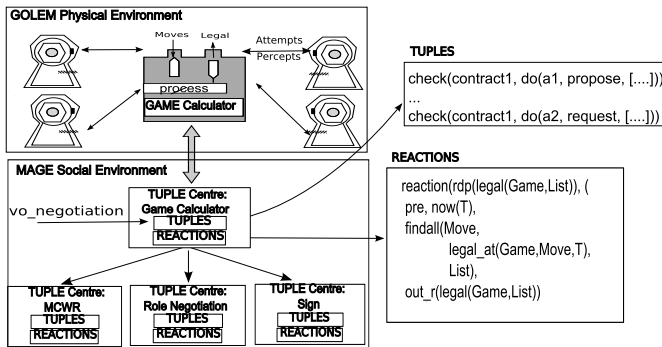 GOLEM Physical Environment
Moves
Legal
Attempts
Percepts
process
GAME Calculator
MAGE Social Environment
TUPLE Centre:
Game Calculator
TUPLES
REACTIONS
vo_negotiation
TUPLE Centre:
MCWR
TUPLES
REACTIONS
TUPLE Centre:
Role Negotiation
TUPLES
REACTIONS
TUPLE Centre:
Sign
TUPLES
REACTIONS
TUPLES
check(contract1, do(a1, propose, [....]))
...
check(contract1, do(a2, request, [....]))
REACTIONS
reaction(rdp(legal(Game,List)), (
pre, now(T),
findall(Move,
legal_at(Game,Move,T),
List),
out_r(legal(Game,List))